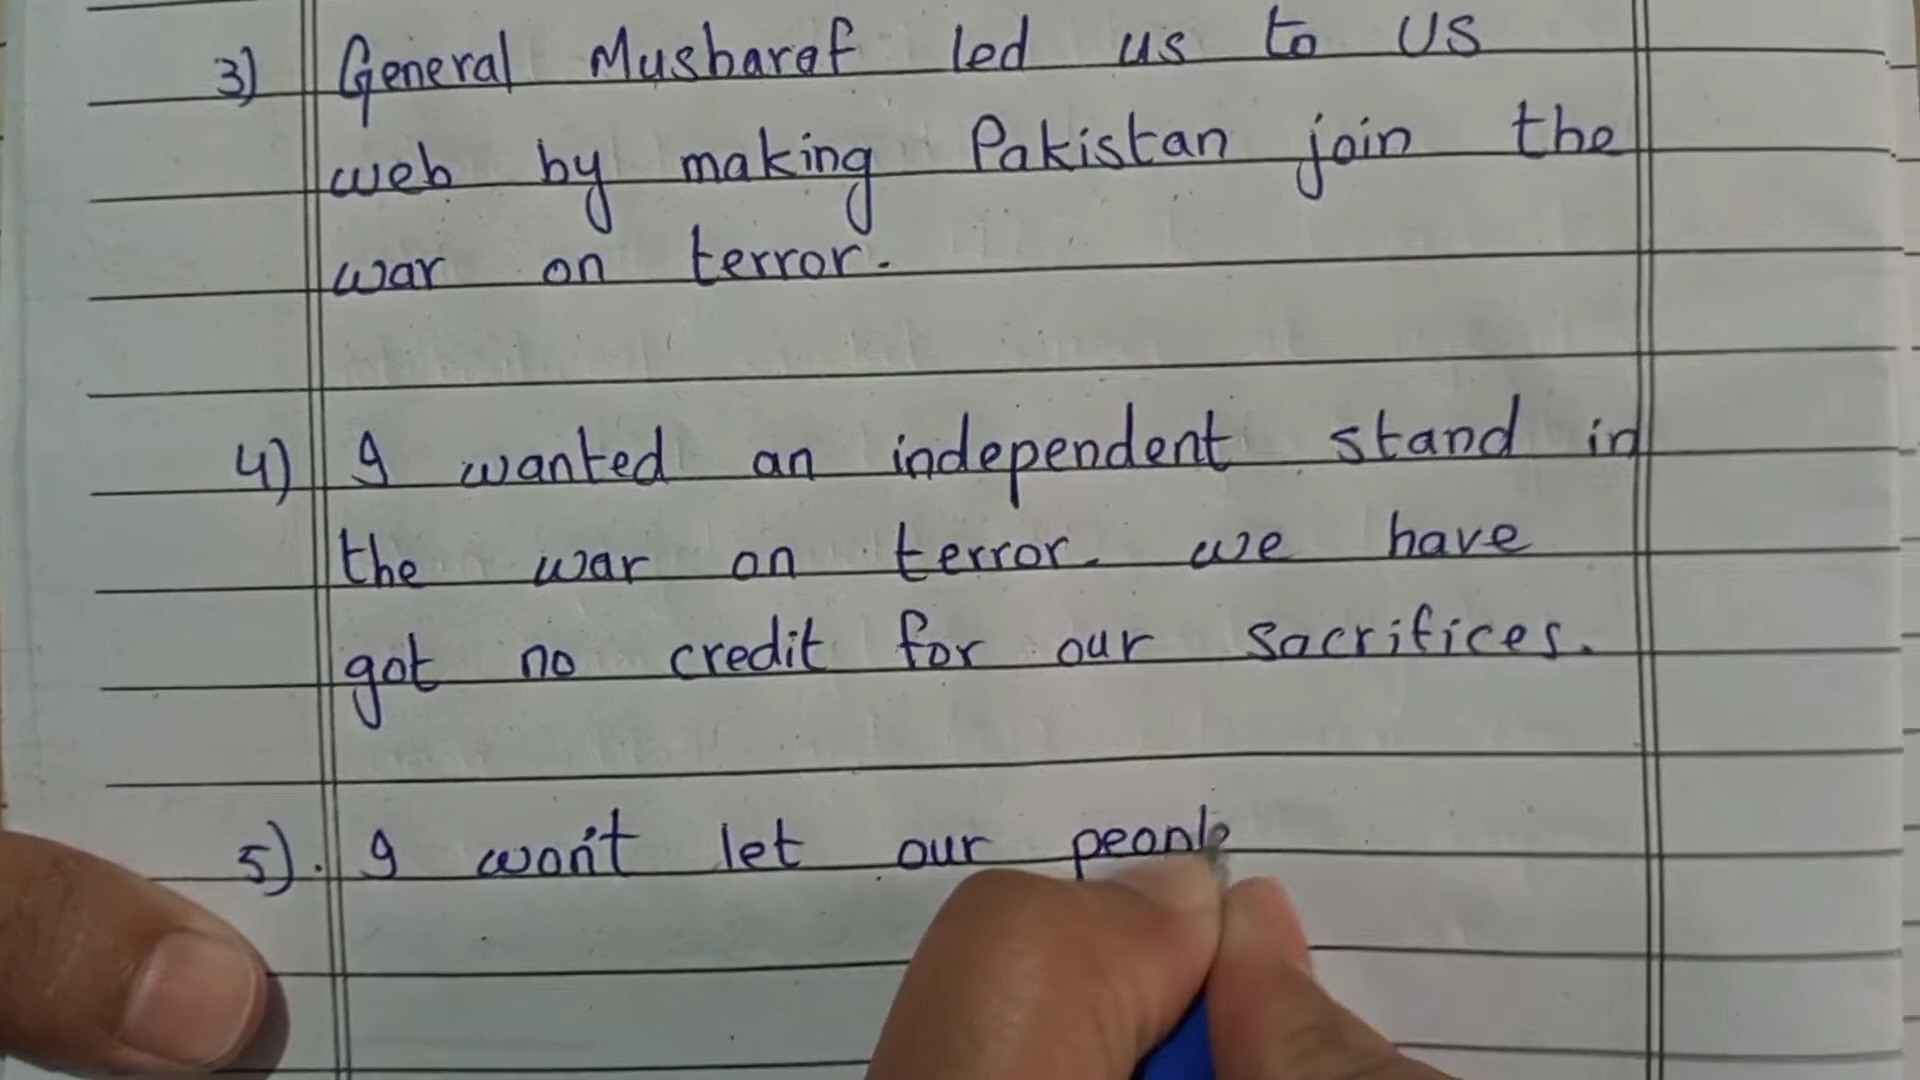 3) General Musharaf led us to US
web by making Pakistan join the
war on terror.
4) I wanted an independent stand in
the war on terror. we have
got no credit for our sacrifices.
5). I won't let our people